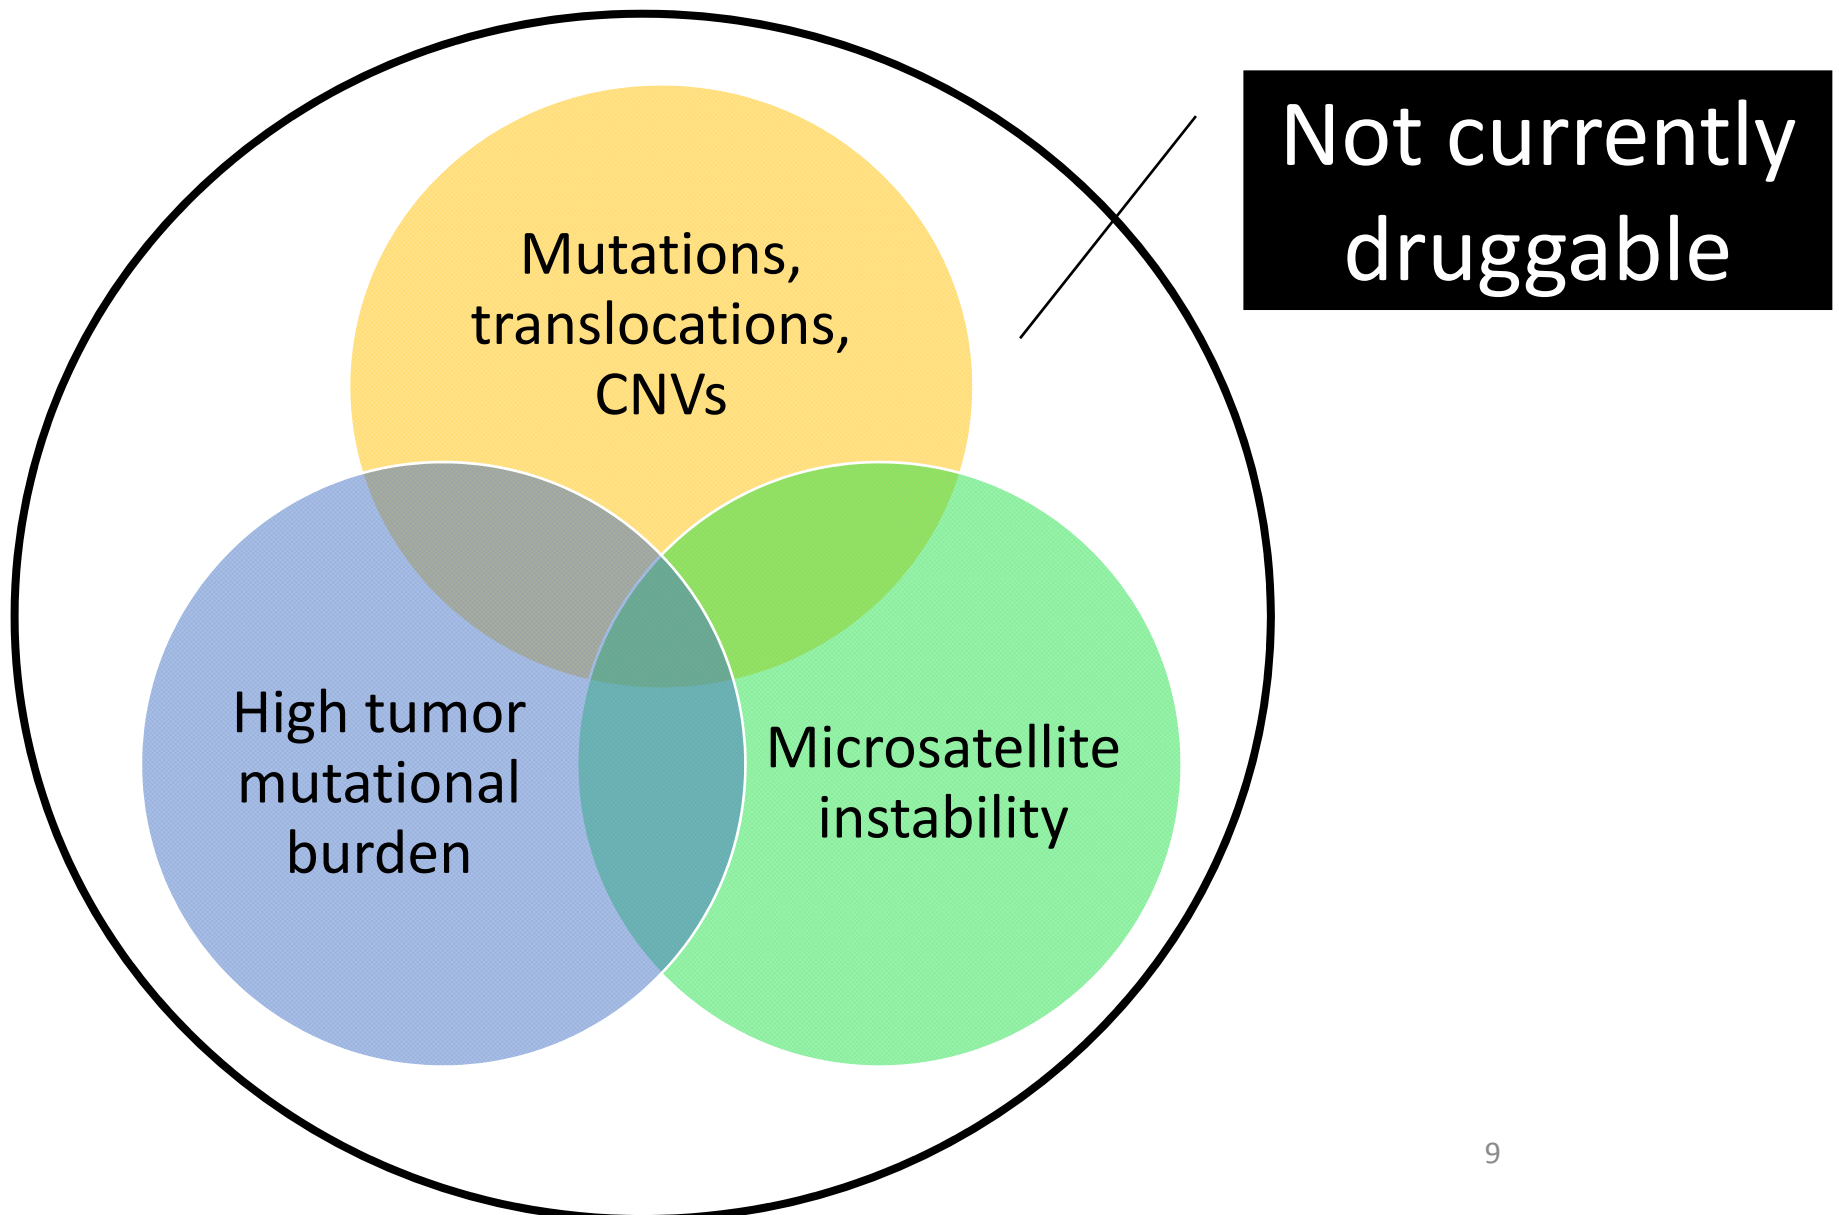 Not currently
druggable
Mutations,
translocations,
CNVs
High tumor
mutational
burden
Microsatellite
instability
9